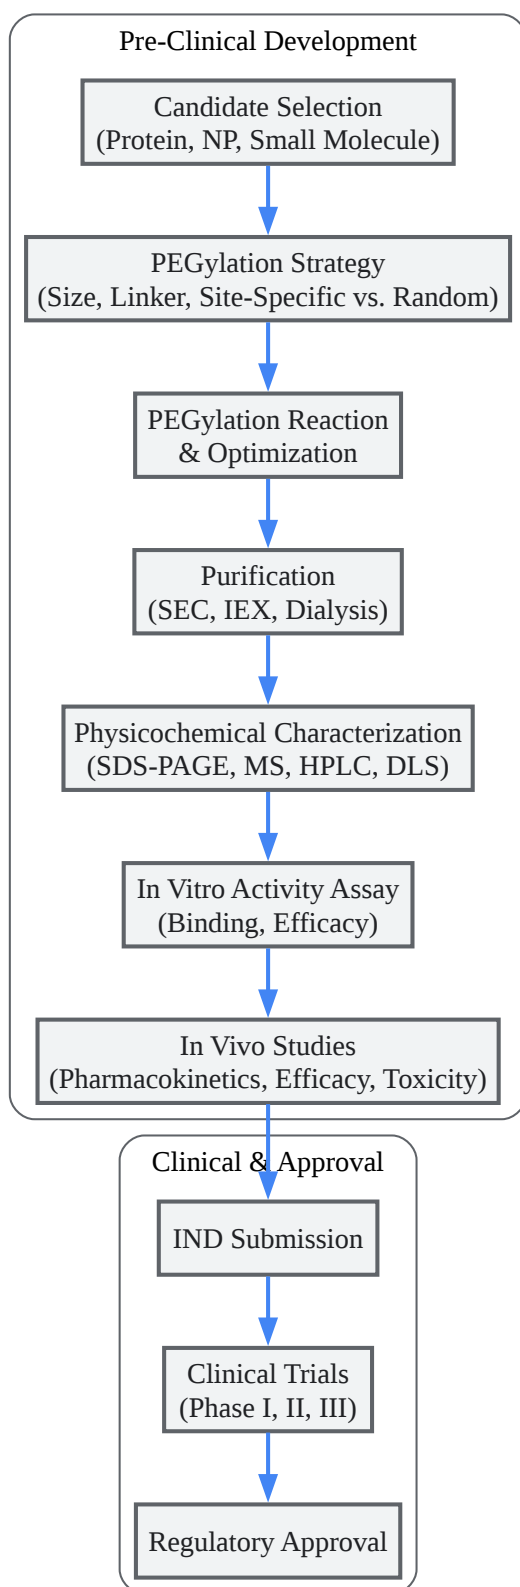 Pre-Clinical Development
Candidate Selection
(Protein, NP, Small Molecule)
PEGylation Strategy
(Size, Linker, Site-Specific vs. Random)
PEGylation Reaction
& Optimization
Purification
(SEC, IEX, Dialysis)
Physicochemical Characterization
(SDS-PAGE, MS, HPLC, DLS)
In Vitro Activity Assay
(Binding, Efficacy)
In Vivo Studies
(Pharmacokinetics, Efficacy, Toxicity)
Clinical & Approval
IND Submission
Clinical Trials
(Phase I, II, III)
Regulatory Approval